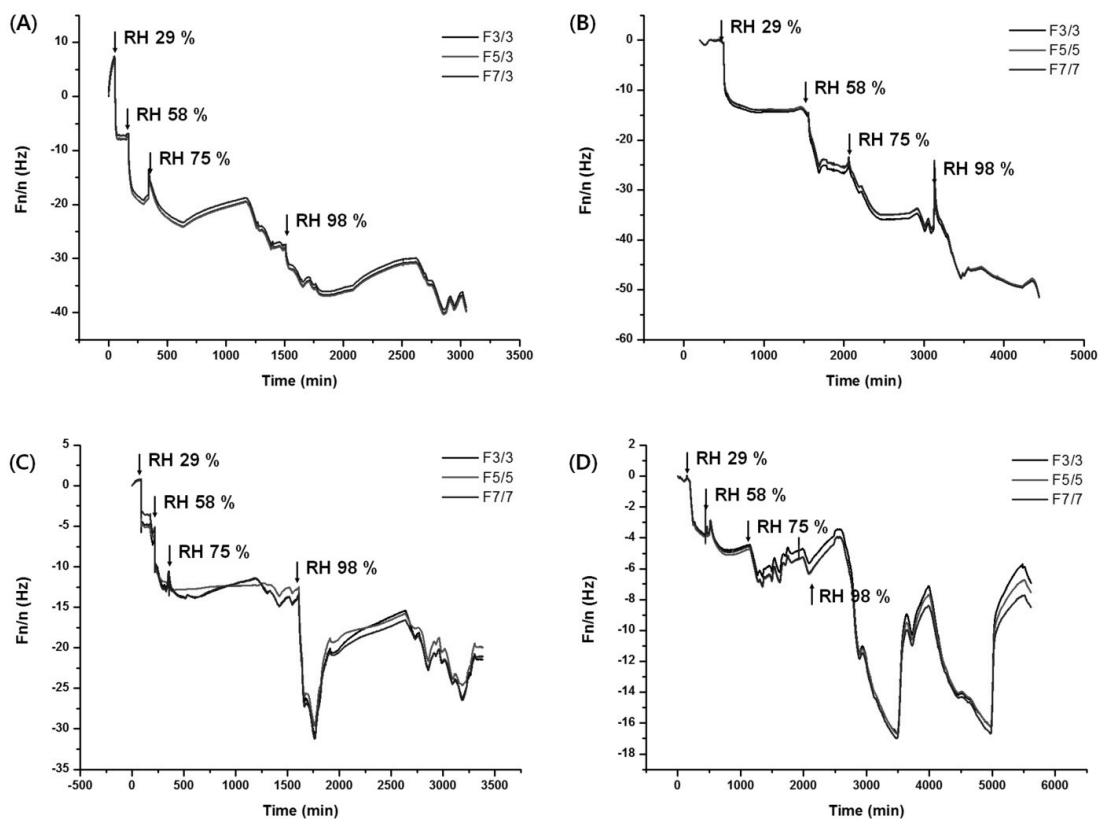 (A)
RH 29 %
RH 58 %
RH 75 %
RH 98 %
F3/3
F5/3
F7/3
10
0
-10
-20
-30
-40
Fn/n (Hz)
0
500
1000
1500
2000
2500
3000
3500
Time (min)
(B)
RH 29 %
RH 58 %
RH 75 %
RH 98 %
F3/3
F5/5
F7/7
0
-10
-20
-30
-40
-50
-60
Fn/n (Hz)
0
1000
2000
3000
4000
5000
Time (min)
(C)
RH 29 %
RH 58 %
RH 75 %
RH 98 %
F3/3
F5/5
F7/7
5
0
-5
-10
-15
-20
-25
-30
-35
Fn/n (Hz)
-500
0
500
1000
1500
2000
2500
3000
3500
Time (min)
(D)
RH 29 %
RH 58 %
RH 75 %
RH 98 %
F3/3
F5/5
F7/7
2
0
-2
-4
-6
-8
-10
-12
-14
-16
-18
Fn/n (Hz)
0
1000
2000
3000
4000
5000
6000
Time (min)